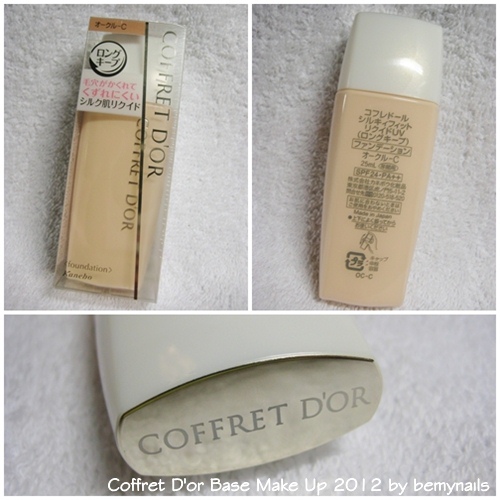 オークル-C
ロング
キープ
毛穴がかくれて
くずれにくい
シルク肌リクイド
COFFRET D'OR
COFFRET D'OR
foundation>
Kanebo
コフレドール
シルキィフィット
リクイドUV
(ロングキープ)
ファンデーション
オークル-C
SPF24・PA++
Made in Japan
OC-C
COFFRET D'OR
Coffret D'or Base Make Up 2012 by bemynails